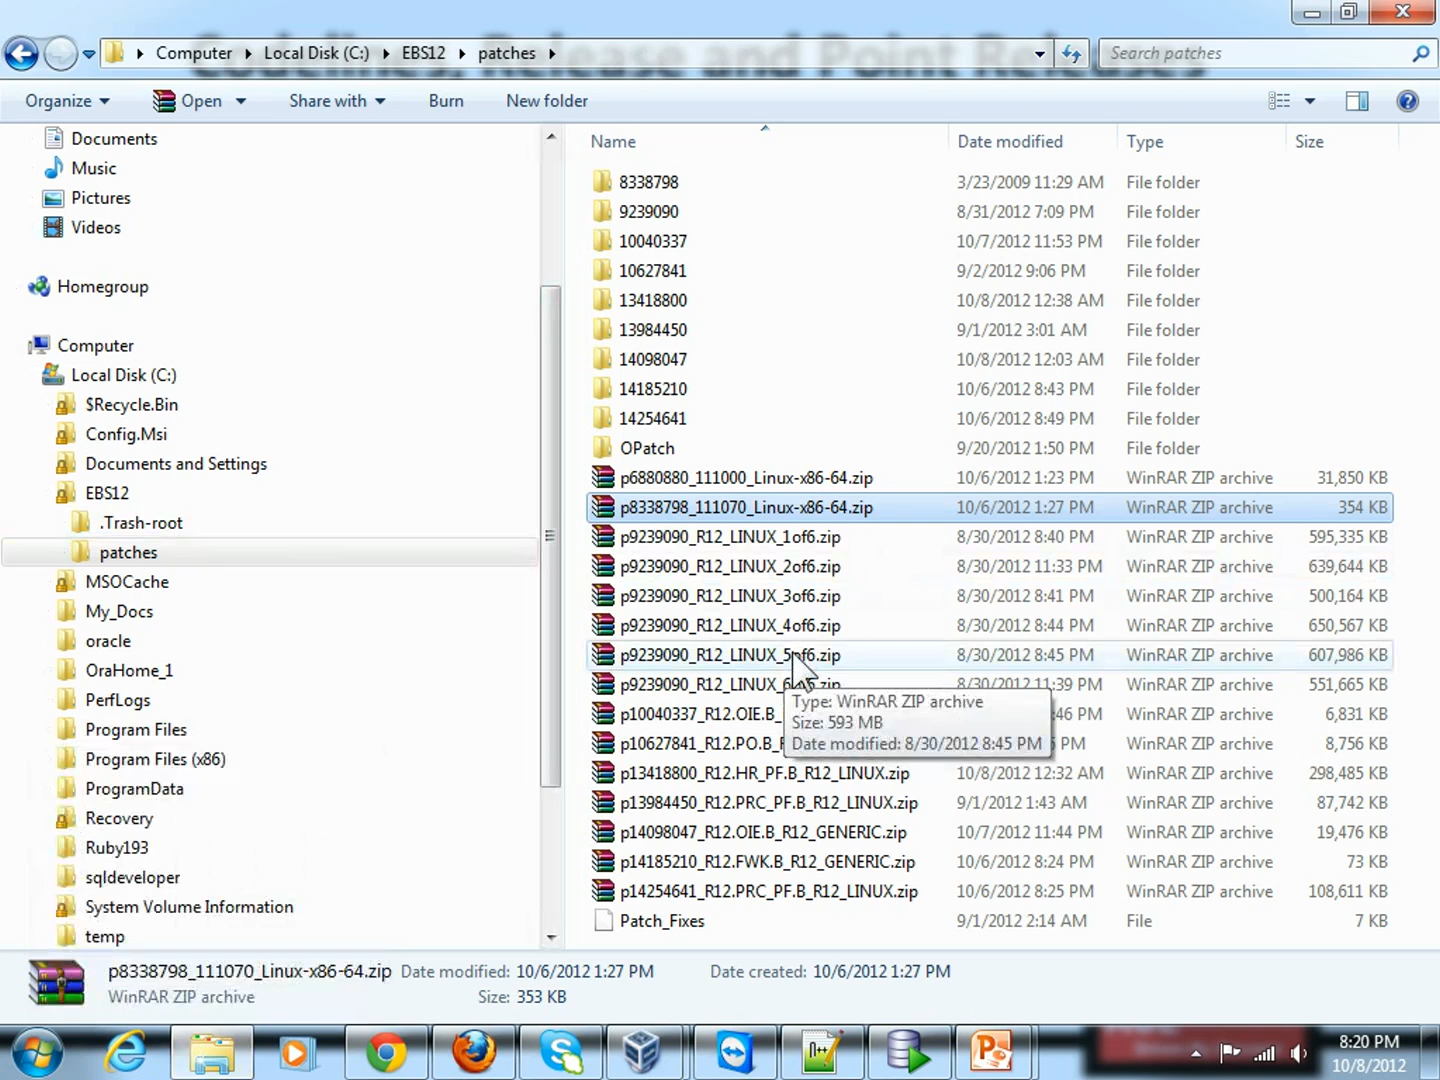 Codelines, Release and Point Releases
Computer Local Disk (C:) EBS12 patches
Search patches
Organize Open Share with Burn New folder
Documents
Music
Pictures
Videos
Homegroup
Computer
Local Disk (C:)
$Recycle.Bin
Config.Msi
Documents and Settings
EBS12
.Trash-root
patches
MSOCache
My_Docs
oracle
OraHome_1
PerfLogs
Program Files
Program Files (x86)
ProgramData
Recovery
Ruby193
sqldeveloper
System Volume Information
temp
Name Date modified Type Size
8338798 3/23/2009 11:29 AM File folder
9239090 8/31/2012 7:09 PM File folder
10040337 10/7/2012 11:53 PM File folder
10627841 9/2/2012 9:06 PM File folder
13418800 10/8/2012 12:38 AM File folder
13984450 9/1/2012 3:01 AM File folder
14098047 10/8/2012 12:03 AM File folder
14185210 10/6/2012 8:43 PM File folder
14254641 10/6/2012 8:49 PM File folder
OPatch 9/20/2012 1:50 PM File folder
p6880880_111000_Linux-x86-64.zip 10/6/2012 1:23 PM WinRAR ZIP archive 31,850 KB
p8338798_111070_Linux-x86-64.zip 10/6/2012 1:27 PM WinRAR ZIP archive 354 KB
p9239090_R12_LINUX_1of6.zip 8/30/2012 8:40 PM WinRAR ZIP archive 595,335 KB
p9239090_R12_LINUX_2of6.zip 8/30/2012 11:33 PM WinRAR ZIP archive 639,644 KB
p9239090_R12_LINUX_3of6.zip 8/30/2012 8:41 PM WinRAR ZIP archive 500,164 KB
p9239090_R12_LINUX_4of6.zip 8/30/2012 8:44 PM WinRAR ZIP archive 650,567 KB
p9239090_R12_LINUX_5of6.zip 8/30/2012 8:45 PM WinRAR ZIP archive 607,986 KB
p9239090_R12_LINUX_6of6.zip 8/30/2012 11:39 PM WinRAR ZIP archive 551,665 KB
p10040337_R12.OIE.B_ :46 PM WinRAR ZIP archive 6,831 KB
p10627841_R12.PO.B_ PM WinRAR ZIP archive 8,756 KB
Type: WinRAR ZIP archive
Size: 593 MB
Date modified: 8/30/2012 8:45 PM
p13418800_R12.HR_PF.B_R12_LINUX.zip 10/8/2012 12:32 AM WinRAR ZIP archive 298,485 KB
p13984450_R12.PRC_PF.B_R12_LINUX.zip 9/1/2012 1:43 AM WinRAR ZIP archive 87,742 KB
p14098047_R12.OIE.B_R12_GENERIC.zip 10/7/2012 11:44 PM WinRAR ZIP archive 19,476 KB
p14185210_R12.FWK.B_R12_GENERIC.zip 10/6/2012 8:24 PM WinRAR ZIP archive 73 KB
p14254641_R12.PRC_PF.B_R12_LINUX.zip 10/6/2012 8:25 PM WinRAR ZIP archive 108,611 KB
Patch_Fixes 9/1/2012 2:14 AM File 7 KB
p8338798_111070_Linux-x86-64.zip Date modified: 10/6/2012 1:27 PM Date created: 10/6/2012 1:27 PM
WinRAR ZIP archive Size: 353 KB
8:20 PM
10/8/2012